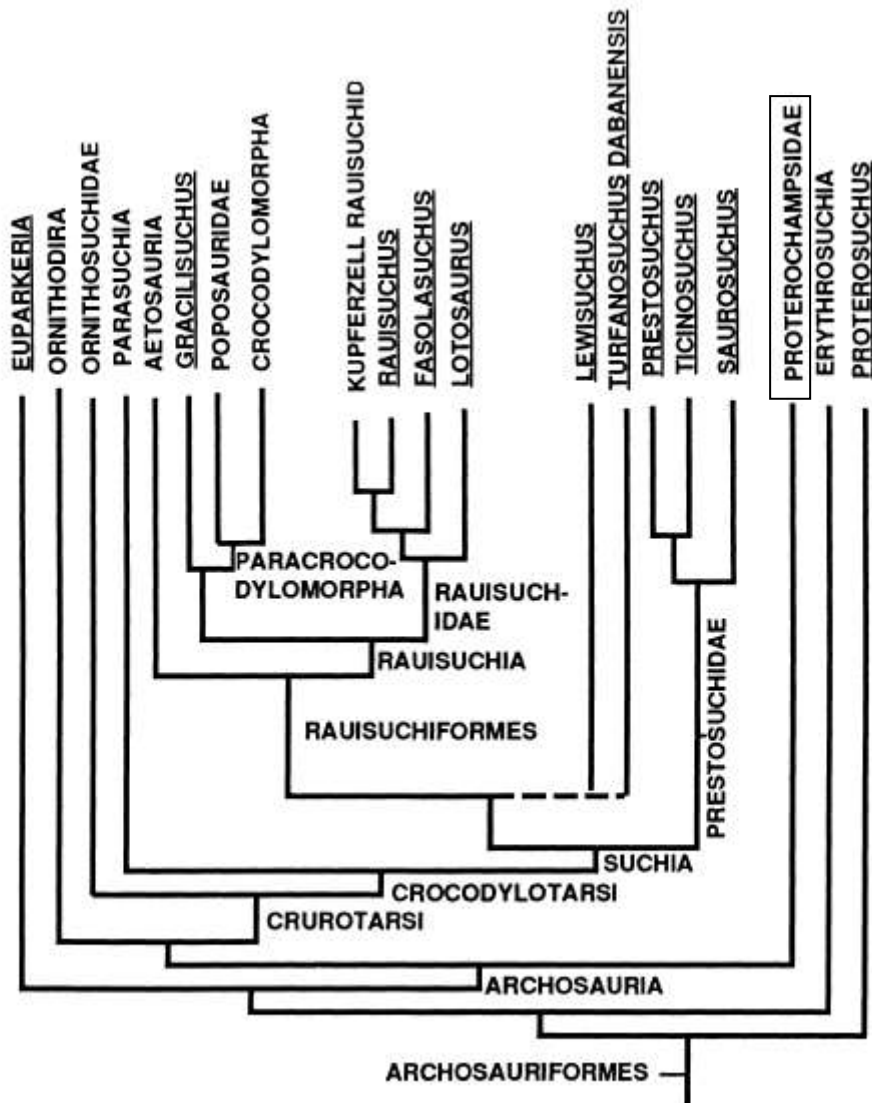 EUPARKERIA
ORNITHODIRA
ORNITHOSUCHIDAE
PARASUCHIA
AETOSAURIA
GRACILISUCHUS
POPOSAURIDAE
CROCODYLOMORPHA
KUPFERZELL RAUISUCHID
RAUISUCHUS
FASOLASUCHUS
LOTOSAURUS
LEWISUCHUS
TURFANOSUCHUS DABANENSIS
PRESTOSUCHUS
TICINOSUCHUS
SAUROSUCHUS
PROTEROCHAMPSIDAE
ERYTHROSUCHIA
PROTEROSUCHUS
PARACROCO-
DYLOMORPHA
RAUISUCH-
IDAE
RAUISUCHIA
RAUISUCHIFORMES
PRESTOSUCHIDAE
SUCHIA
CROCODYLOTARSI
CRUROTARSI
ARCHOSAURIA
ARCHOSAURIFORMES